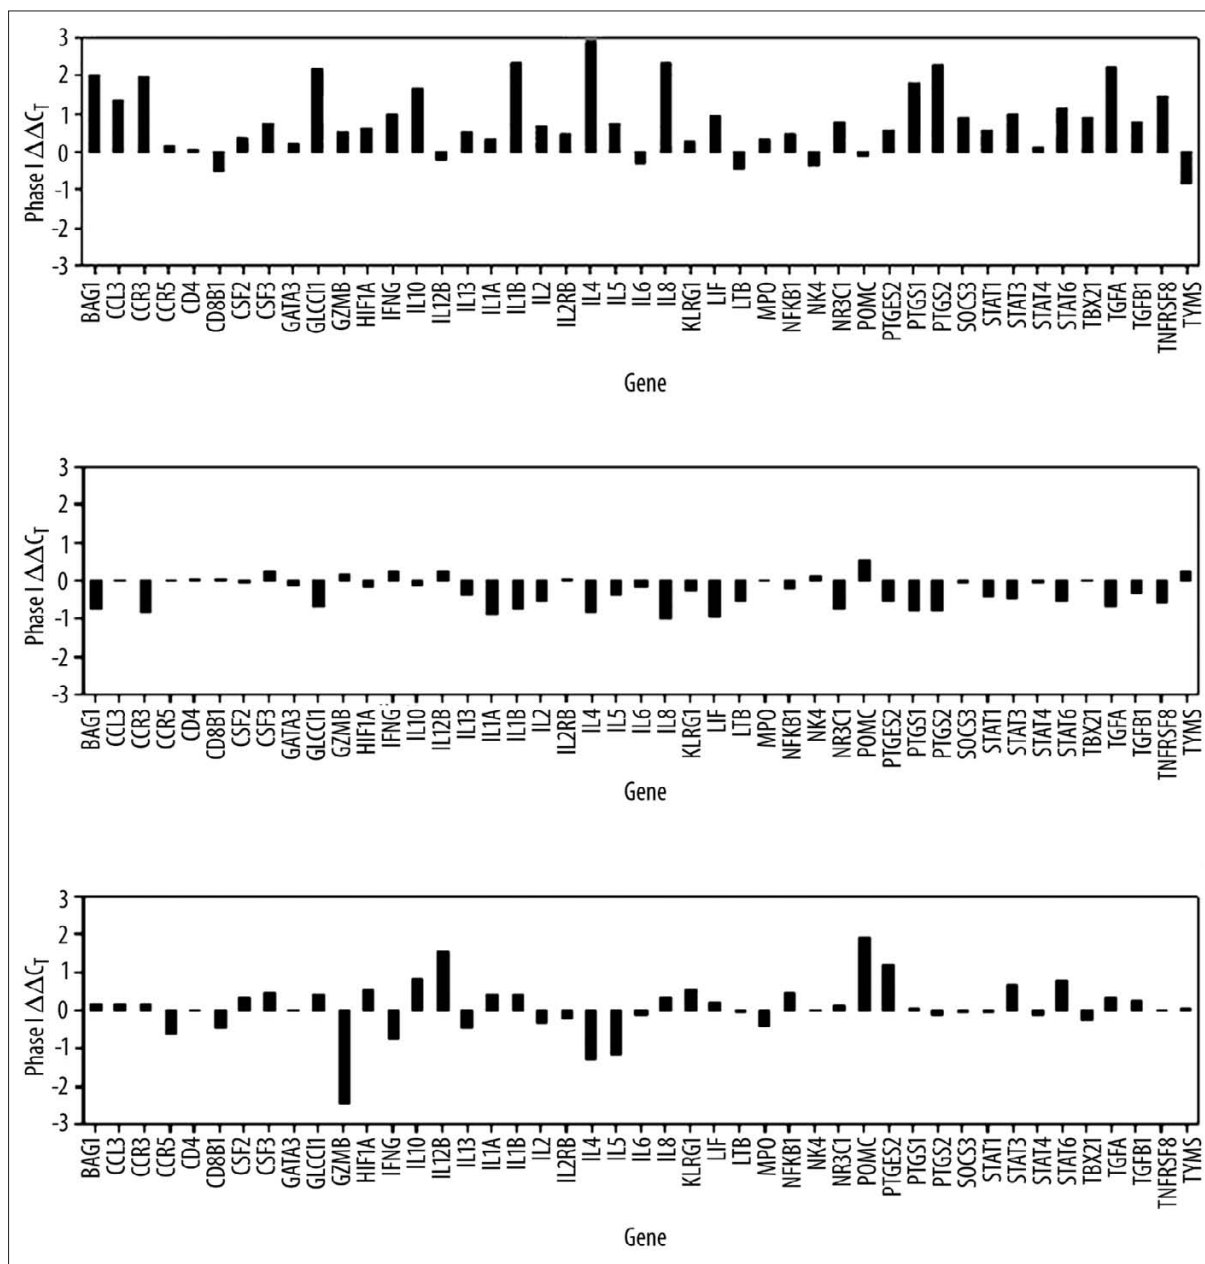 3
2
1
0
-1
-2
-3
Phase I ΔΔCT
BAG1 CCL3 CCR3 CCR5 CD4 CD8B1 CSF2 CSF3 GATA3 GLCCI1 GZMB HIF1A IFNG IL10 IL12B IL13 IL1A IL1B IL2 IL2RB IL4 IL5 IL6 IL8 KLRG1 LIF LTB MPO NFKB1 NK4 NR3C1 POMC PTGES2 PTGS1 PTGS2 SOCS3 STAT1 STAT3 STAT4 STAT6 TBX21 TGFA TGFB1 TNFRSF8 TYMS
Gene
3
2
1
0
-1
-2
-3
Phase I ΔΔCT
BAG1 CCL3 CCR3 CCR5 CD4 CD8B1 CSF2 CSF3 GATA3 GLCCI1 GZMB HIF1A IFNG IL10 IL12B IL13 IL1A IL1B IL2 IL2RB IL4 IL5 IL6 IL8 KLRG1 LIF LTB MPO NFKB1 NK4 NR3C1 POMC PTGES2 PTGS1 PTGS2 SOCS3 STAT1 STAT3 STAT4 STAT6 TBX21 TGFA TGFB1 TNFRSF8 TYMS
Gene
3
2
1
0
-1
-2
-3
Phase I ΔΔCT
BAG1 CCL3 CCR3 CCR5 CD4 CD8B1 CSF2 CSF3 GATA3 GLCCI1 GZMB HIF1A IFNG IL10 IL12B IL13 IL1A IL1B IL2 IL2RB IL4 IL5 IL6 IL8 KLRG1 LIF LTB MPO NFKB1 NK4 NR3C1 POMC PTGES2 PTGS1 PTGS2 SOCS3 STAT1 STAT3 STAT4 STAT6 TBX21 TGFA TGFB1 TNFRSF8 TYMS
Gene